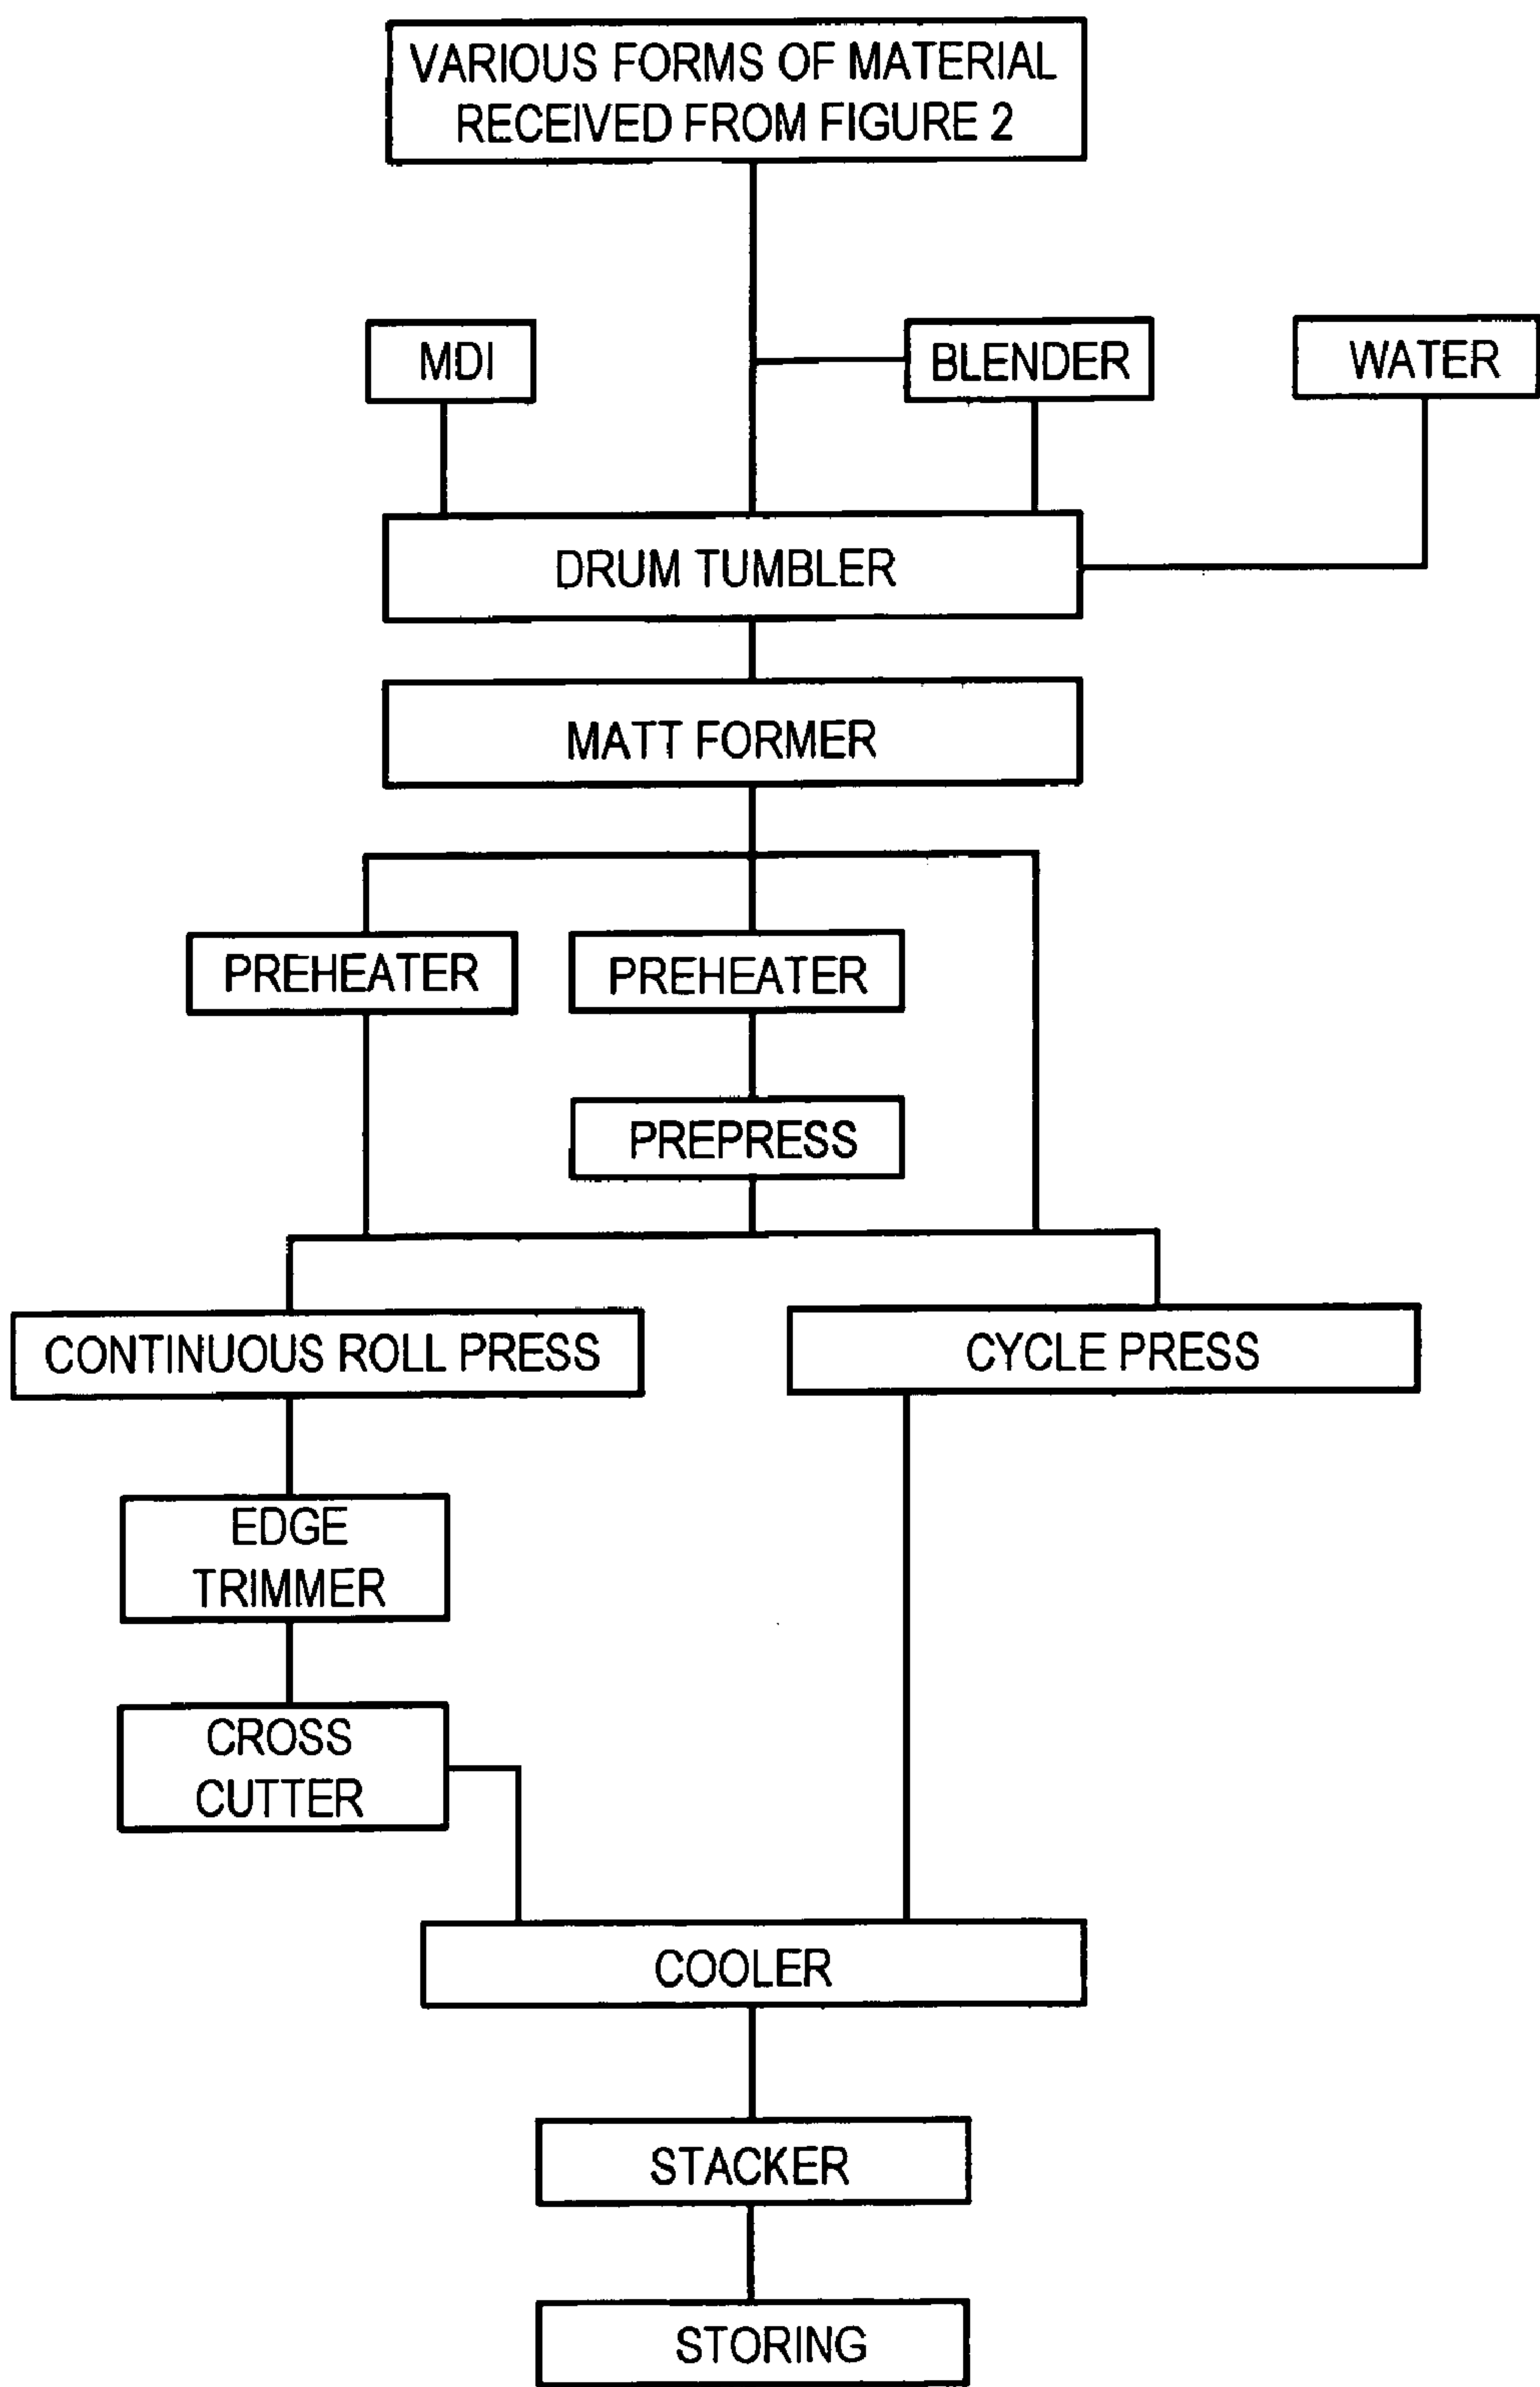 VARIOUS FORMS OF MATERIAL
RECEIVED FROM FIGURE 2
MDI
BLENDER
WATER
DRUM TUMBLER
MATT FORMER
PREHEATER
PREHEATER
PREPRESS
CONTINUOUS ROLL PRESS
CYCLE PRESS
EDGE
TRIMMER
CROSS
CUTTER
COOLER
STACKER
STORING